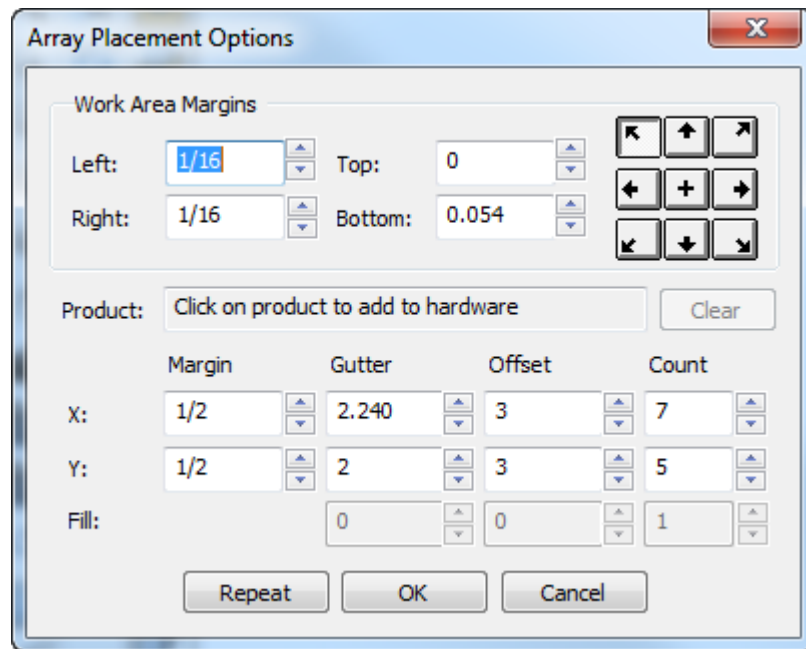 Array Placement Options
Work Area Margins
Left: 1/16 Top: 0
Right: 1/16 Bottom: 0.054
Product: Click on product to add to hardware Clear
Margin Gutter Offset Count
X: 1/2 2.240 3 7
Y: 1/2 2 3 5
Fill: 0 0 1
Repeat OK Cancel